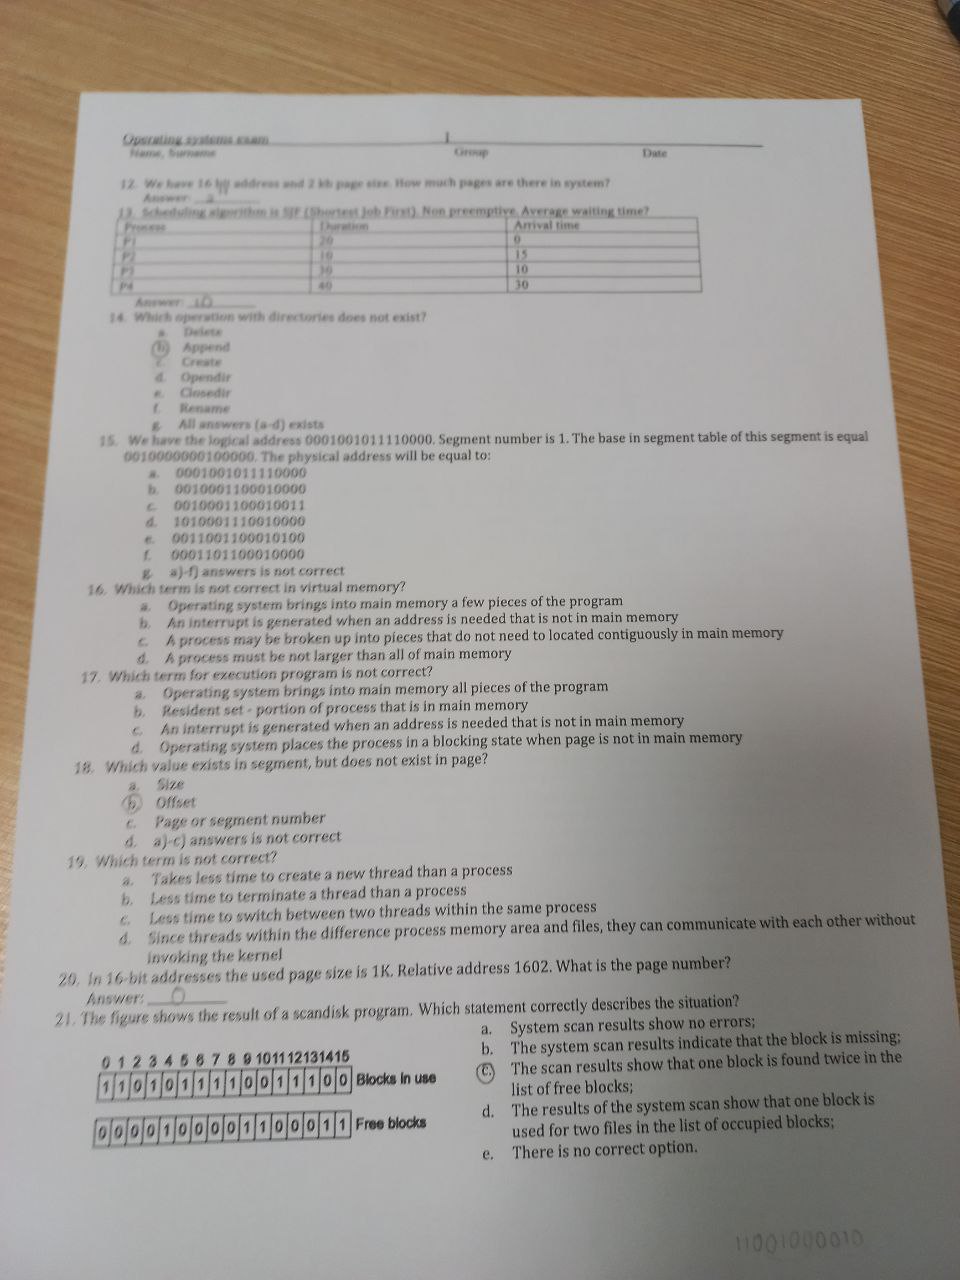 Operating systems exam
Name, Surname Group Date
12. We have 16 bit address and 2 kb page size. How much pages are there in system?
Answer:
13. Scheduling algorithm is SJF (Shortest Job First). Non preemptive. Average waiting time?
Process Duration Arrival time
P1 20 0
P2 10 15
P3 30 10
P4 40 30
Answer: 10
14. Which operation with directories does not exist?
a. Delete
b) Append
c. Create
d. Opendir
e. Closedir
f. Rename
g. All answers (a-d) exists
15. We have the logical address 0001001011110000. Segment number is 1. The base in segment table of this segment is equal
0010000000100000. The physical address will be equal to:
a. 0001001011110000
b. 0010001100010000
c. 0010001100010011
d. 1010001110010000
e. 0011001100010100
f. 0001101100010000
g. a)-f) answers is not correct
16. Which term is not correct in virtual memory?
a. Operating system brings into main memory a few pieces of the program
b. An interrupt is generated when an address is needed that is not in main memory
c. A process may be broken up into pieces that do not need to located contiguously in main memory
d. A process must be not larger than all of main memory
17. Which term for execution program is not correct?
a. Operating system brings into main memory all pieces of the program
b. Resident set - portion of process that is in main memory
c. An interrupt is generated when an address is needed that is not in main memory
d. Operating system places the process in a blocking state when page is not in main memory
18. Which value exists in segment, but does not exist in page?
a. Size
b. Offset
c. Page or segment number
d. a)-c) answers is not correct
19. Which term is not correct?
a. Takes less time to create a new thread than a process
b. Less time to terminate a thread than a process
c. Less time to switch between two threads within the same process
d. Since threads within the difference process memory area and files, they can communicate with each other without
invoking the kernel
20. In 16-bit addresses the used page size is 1K. Relative address 1602. What is the page number?
Answer: 0
21. The figure shows the result of a scandisk program. Which statement correctly describes the situation?
0 1 2 3 4 5 6 7 8 9 101112131415
1 1 0 1 0 1 1 1 1 0 0 1 1 1 0 0 Blocks in use
0 0 0 0 1 0 0 0 0 1 1 0 0 0 1 1 Free blocks
a. System scan results show no errors;
b. The system scan results indicate that the block is missing;
c. The scan results show that one block is found twice in the
list of free blocks;
d. The results of the system scan show that one block is
used for two files in the list of occupied blocks;
e. There is no correct option.
11001000010